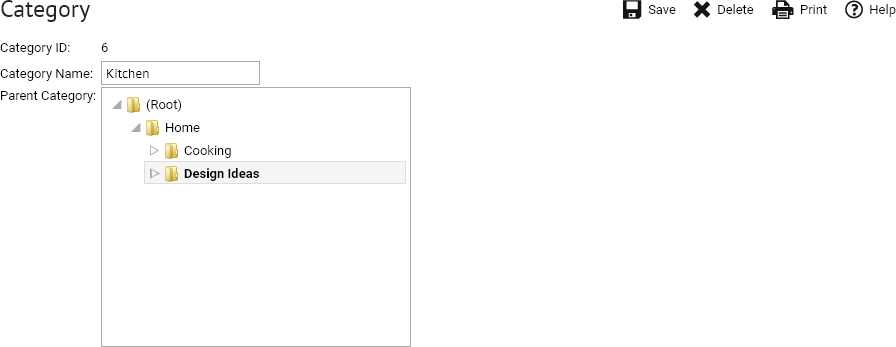 Category
Save
Delete
Print
Help
Category ID: 6
Category Name: Kitchen
Parent Category:
(Root)
Home
Cooking
Design Ideas